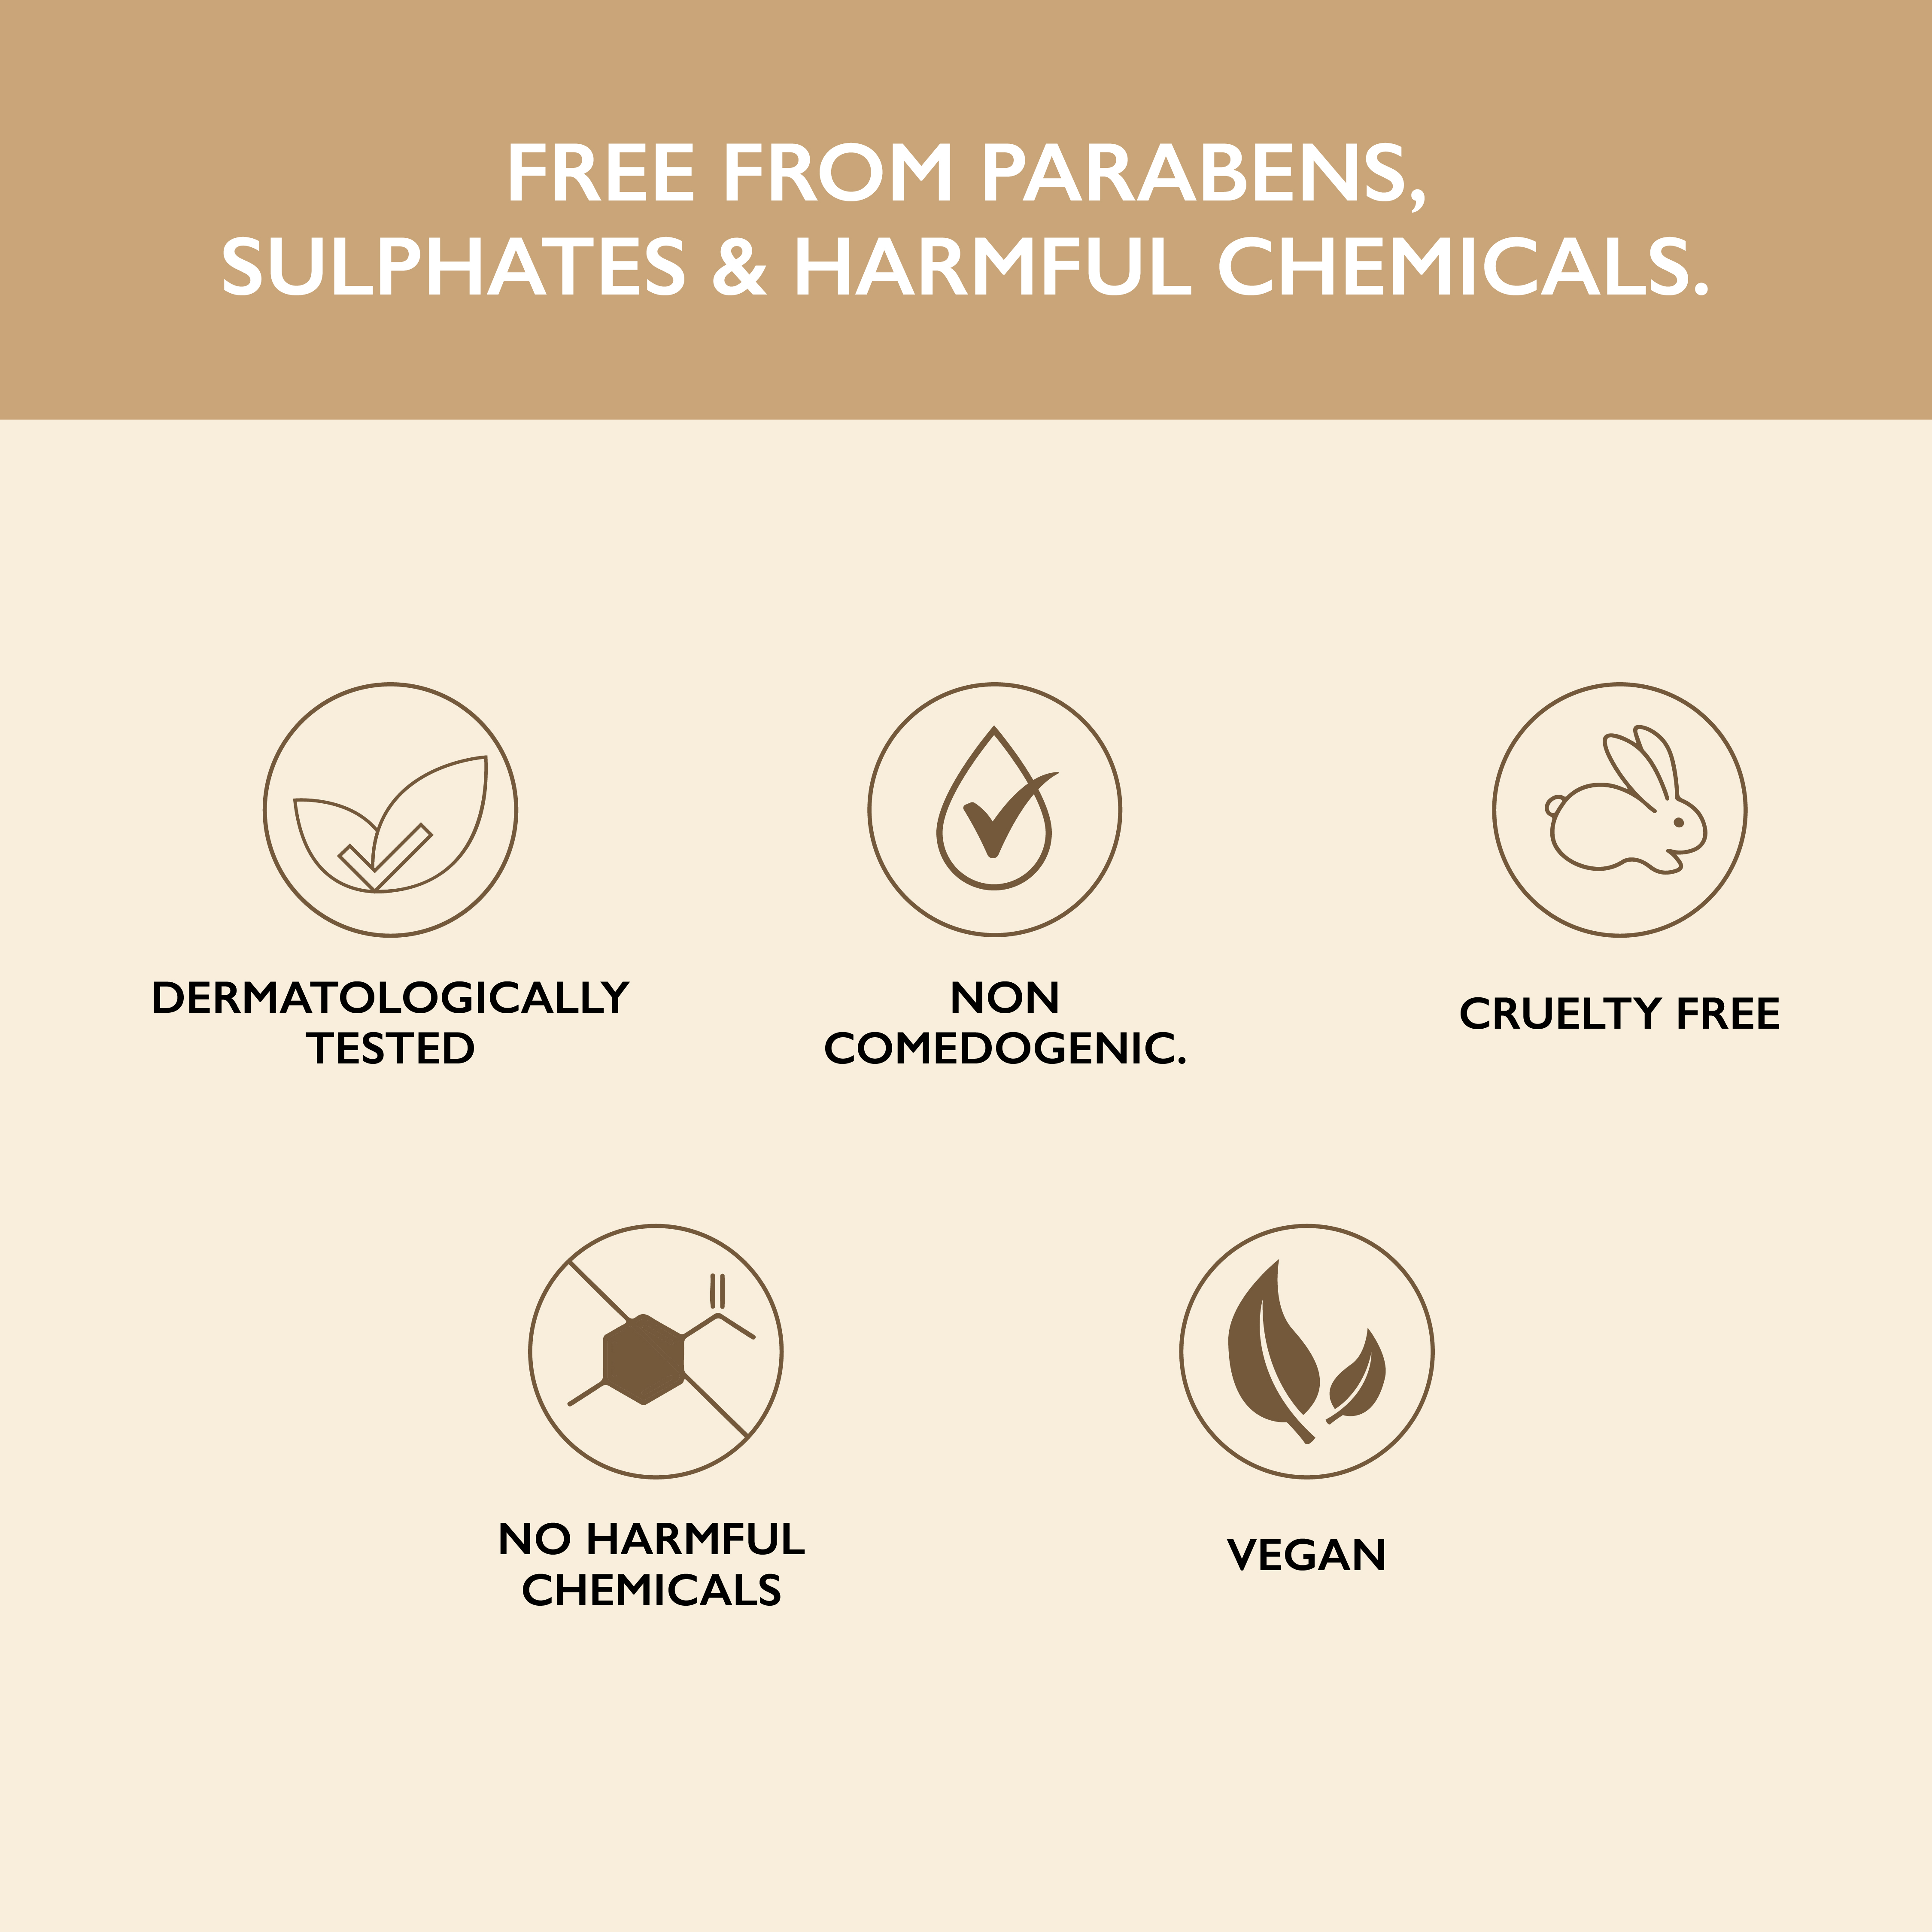 FREE FROM PARABENS,
SULPHATES & HARMFUL CHEMICALS.
DERMATOLOGICALLY
TESTED
NON
COMEDOGENIC.
CRUELTY FREE
NO HARMFUL
CHEMICALS
VEGAN